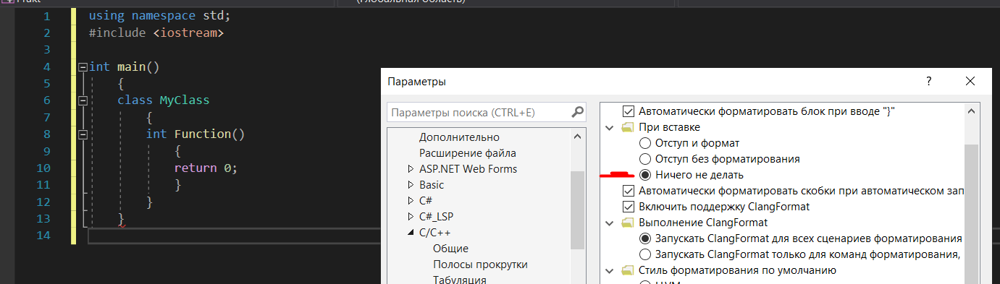 (Глобальная область)
1 using namespace std;
2 #include <iostream>
3
4 int main()
5 {
6 class MyClass
7 {
8 int Function()
9 {
10 return 0;
11 }
12 }
13 }
14
Параметры ?
Параметры поиска (CTRL+E)
Дополнительно
Расширение файла
ASP.NET Web Forms
Basic
C#
C#_LSP
C/C++
Общие
Полосы прокрутки
Табуляция
Автоматически форматировать блок при вводе "}"
При вставке
Отступ и формат
Отступ без форматирования
Ничего не делать
Автоматически форматировать скобки при автоматическом зап
Включить поддержку ClangFormat
Выполнение ClangFormat
Запускать ClangFormat для всех сценариев форматирования
Запускать ClangFormat только для команд форматирования,
Стиль форматирования по умолчанию